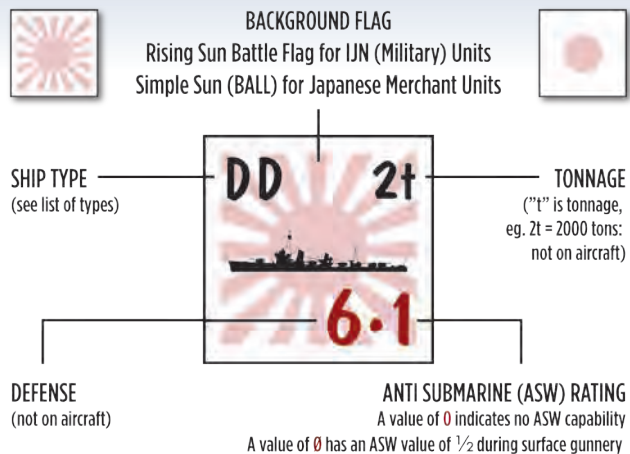 BACKGROUND FLAG
Rising Sun Battle Flag for IJN (Military) Units
Simple Sun (BALL) for Japanese Merchant Units
SHIP TYPE
(see list of types)
DD 2t
TONNAGE
("t" is tonnage,
eg. 2t = 2000 tons:
not on aircraft)
6•1
DEFENSE
(not on aircraft)
ANTI SUBMARINE (ASW) RATING
A value of 0 indicates no ASW capability
A value of Ø has an ASW value of ½ during surface gunnery